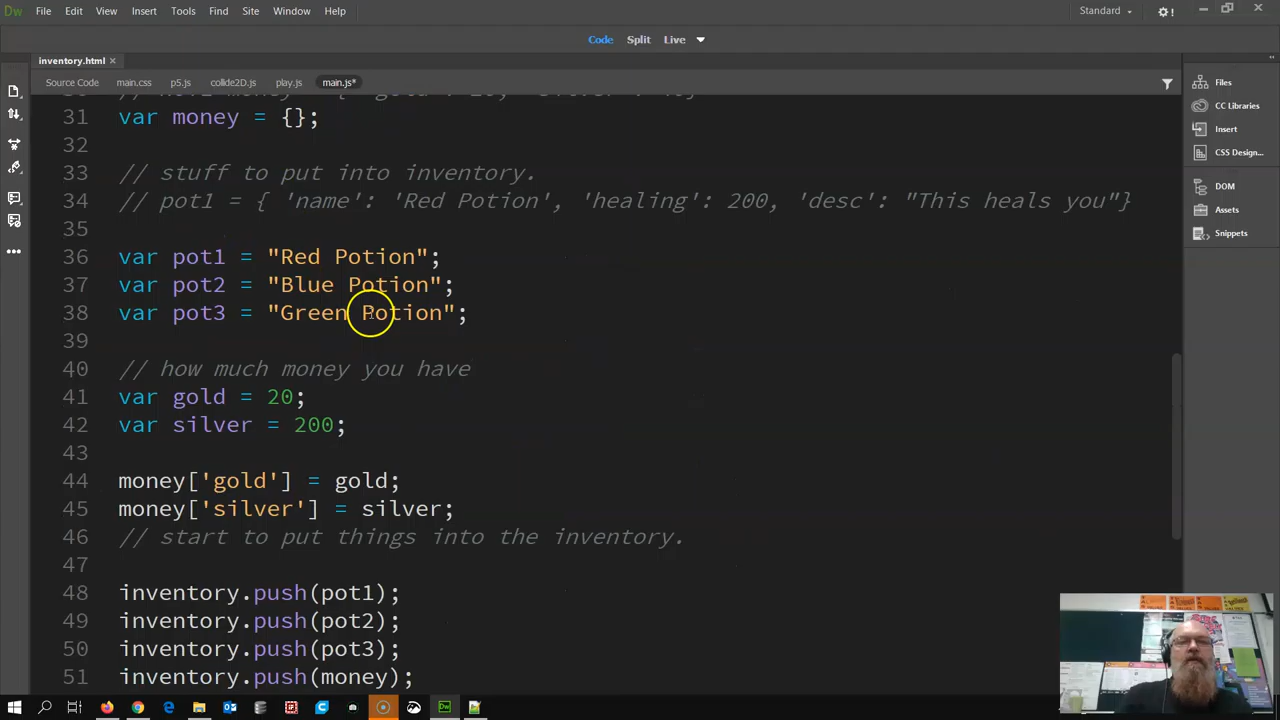 Dw File Edit View Insert Tools Find Site Window Help Standard
Code Split Live
inventory.html
Source Code main.css p5.js collide2D.js play.js main.js*
31 var money = {};
32
33 // stuff to put into inventory.
34 // pot1 = { 'name': 'Red Potion', 'healing': 200, 'desc': "This heals you"}
35
36 var pot1 = "Red Potion";
37 var pot2 = "Blue Potion";
38 var pot3 = "Green Potion";
39
40 // how much money you have
41 var gold = 20;
42 var silver = 200;
43
44 money['gold'] = gold;
45 money['silver'] = silver;
46 // start to put things into the inventory.
47
48 inventory.push(pot1);
49 inventory.push(pot2);
50 inventory.push(pot3);
51 inventory.push(money);
Files
CC Libraries
Insert
CSS Design...
DOM
Assets
Snippets
Dw